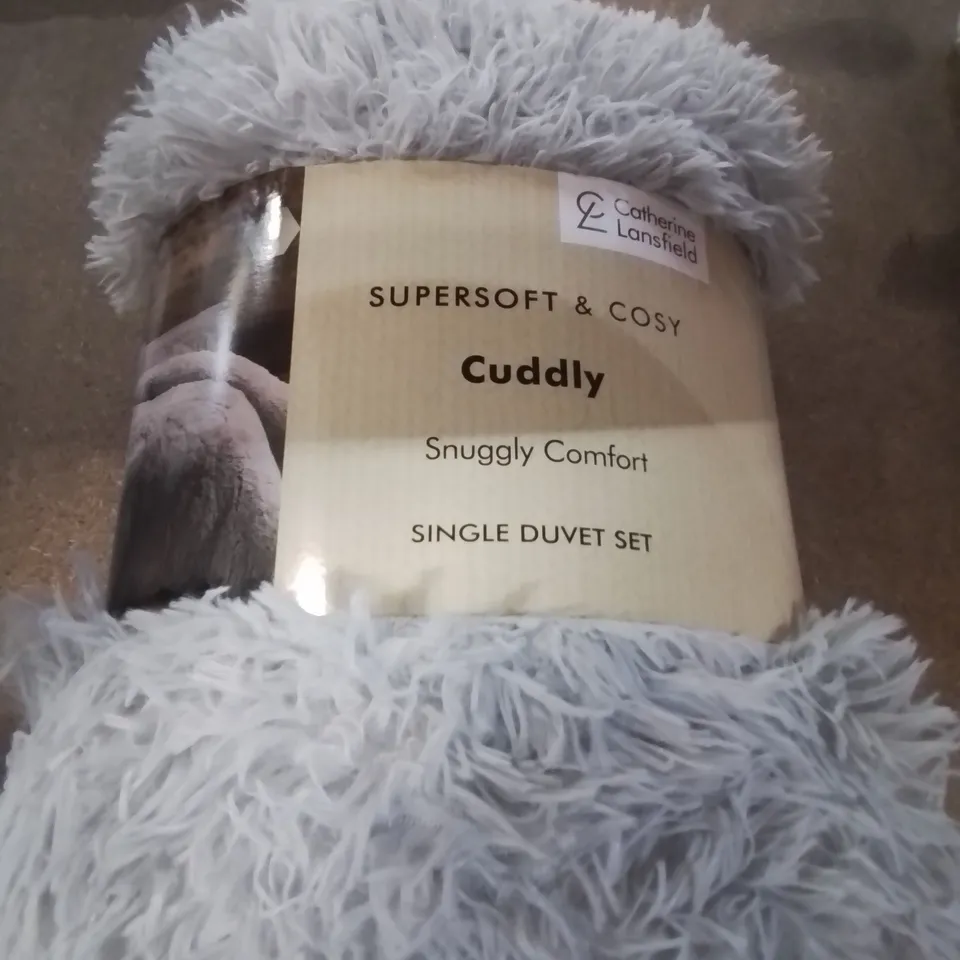 CL Catherine
Lansfield
SUPERSOFT & COSY
Cuddly
Snuggly Comfort
SINGLE DUVET SET